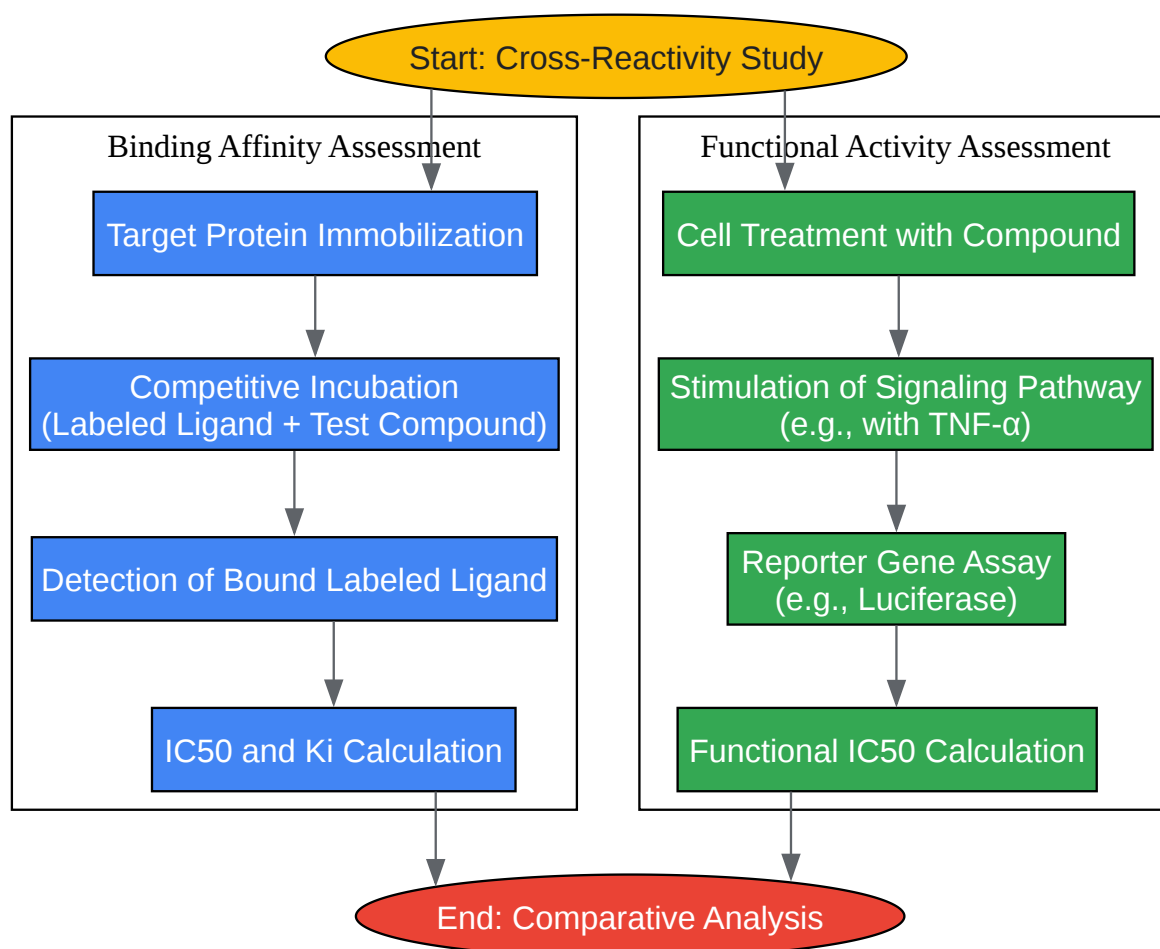 Start: Cross-Reactivity Study
Binding Affinity Assessment
Target Protein Immobilization
Competitive Incubation
(Labeled Ligand + Test Compound)
Detection of Bound Labeled Ligand
IC50 and Ki Calculation
Functional Activity Assessment
Cell Treatment with Compound
Stimulation of Signaling Pathway
(e.g., with TNF-α)
Reporter Gene Assay
(e.g., Luciferase)
Functional IC50 Calculation
End: Comparative Analysis